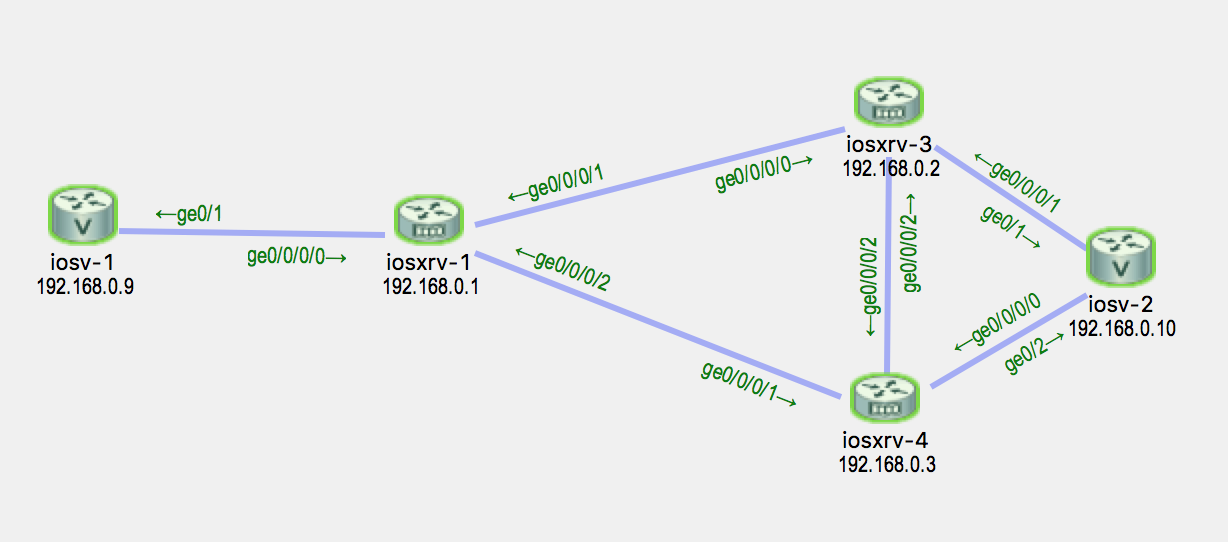 iosxrv-3
192.168.0.2
←ge0/0/0/1
ge0/0/0/0→
←ge0/0/0/1
ge0/1→
←ge0/1
ge0/0/0/0→
iosv-1
192.168.0.9
iosxrv-1
192.168.0.1
←ge0/0/0/2
ge0/0/0/1→
←ge0/0/0/2
ge0/0/0/2→
iosv-2
192.168.0.10
←ge0/0/0/0
ge0/2→
iosxrv-4
192.168.0.3
V
V